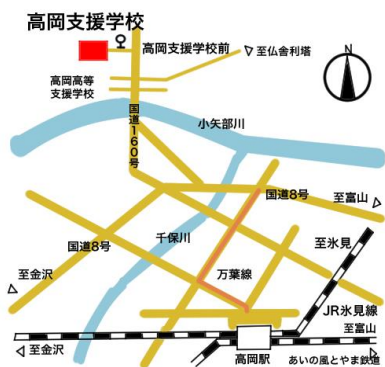 高岡支援学校
高岡支援学校前
至仏舎利塔
N
高岡高等
支援学校
国道160号
小矢部川
国道8号
至富山
千保川
国道8号
至氷見
万葉線
至金沢
JR氷見線
至富山
至金沢
高岡駅
あいの風とやま鉄道